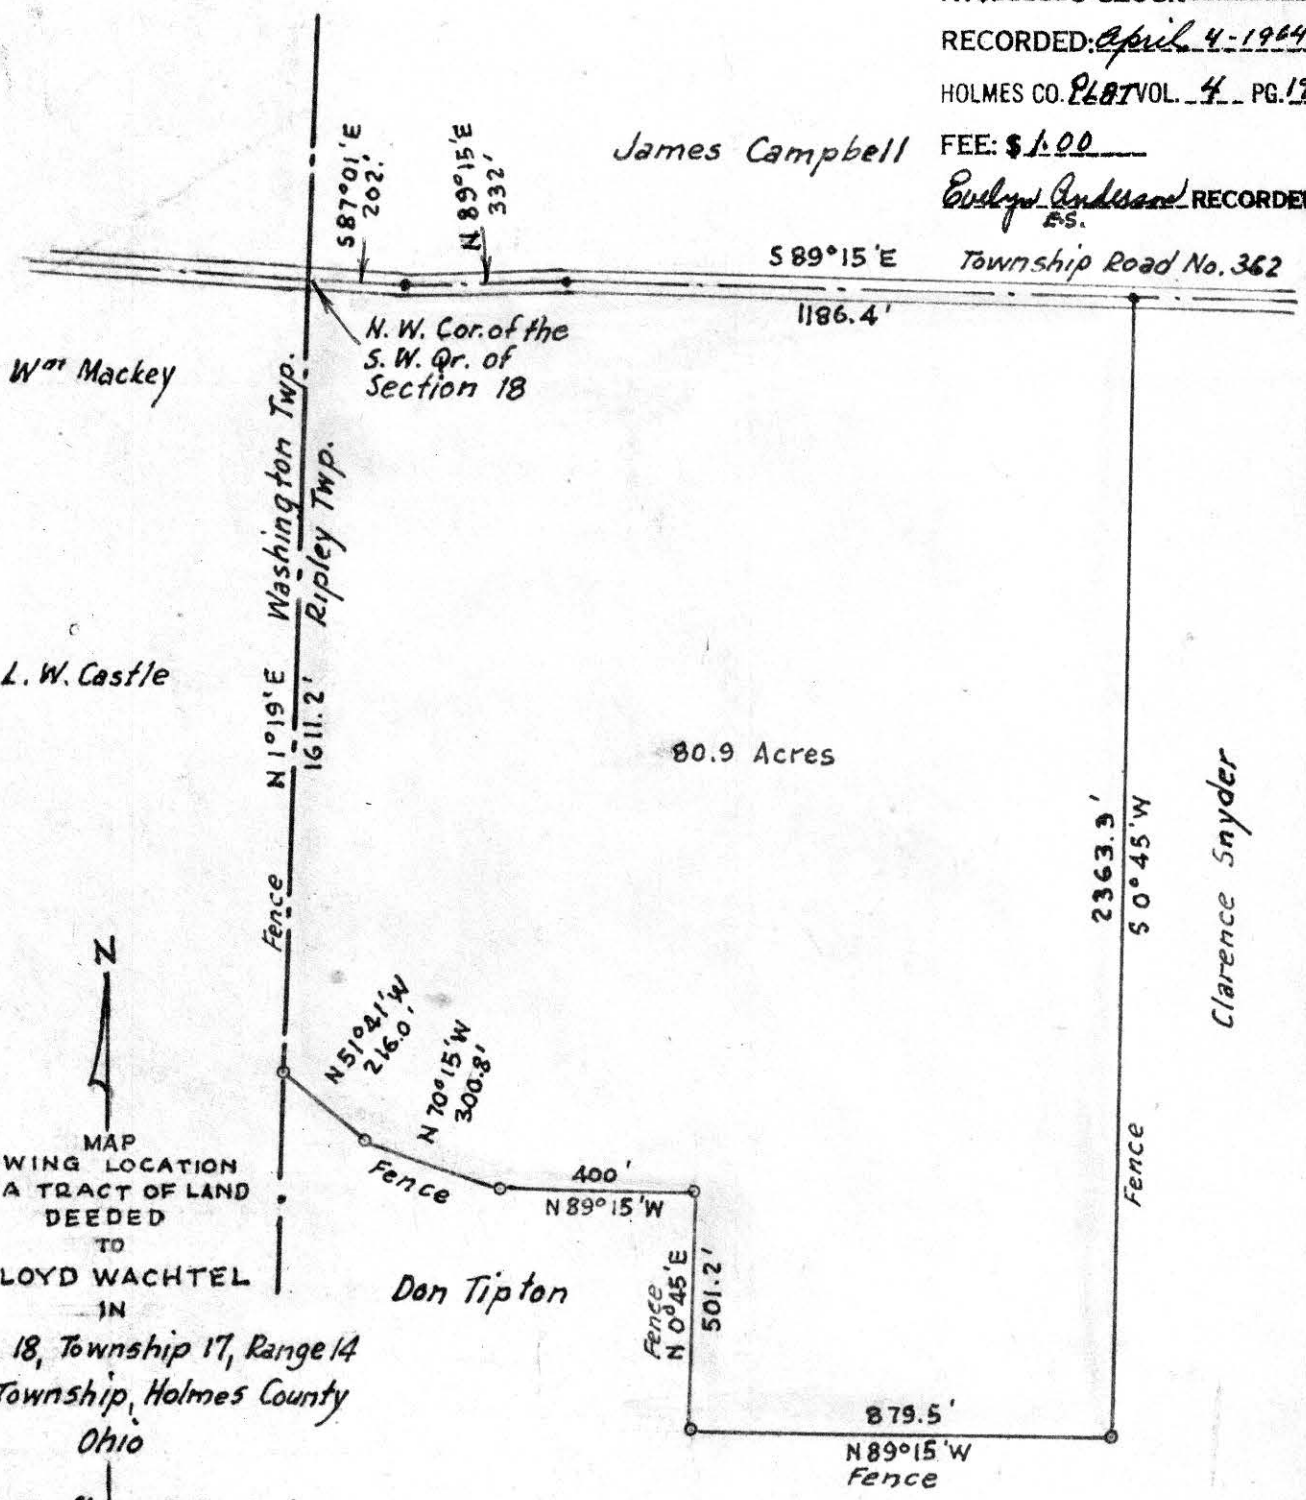 RECORDED: April 4-1964
HOLMES CO. PLAT VOL. 4 PG.
FEE: $1.00
Evelyn Anderson RECORDER
E.S.
James Campbell
S87°01'E
202.'
N89°15'E
332'
S89°15'E
Township Road No. 362
1186.4'
N.W. Cor. of the
S.W. Qr. of
Section 18
Wm Mackey
Washington Twp.
Ripley Twp.
L. W. Castle
N1°19'E
1611.2'
80.9 Acres
2363.3'
S0°45'W
Clarence Snyder
Fence
N
N51°41'W
216.0'
N70°15'W
300.8'
Fence
400'
N89°15'W
Fence
MAP
WING LOCATION
A TRACT OF LAND
DEEDED
TO
LOYD WACHTEL
IN
18, Township 17, Range 14
Township, Holmes County
Ohio
Don Tipton
Fence
N0°45'E
501.2'
879.5'
N89°15'W
Fence